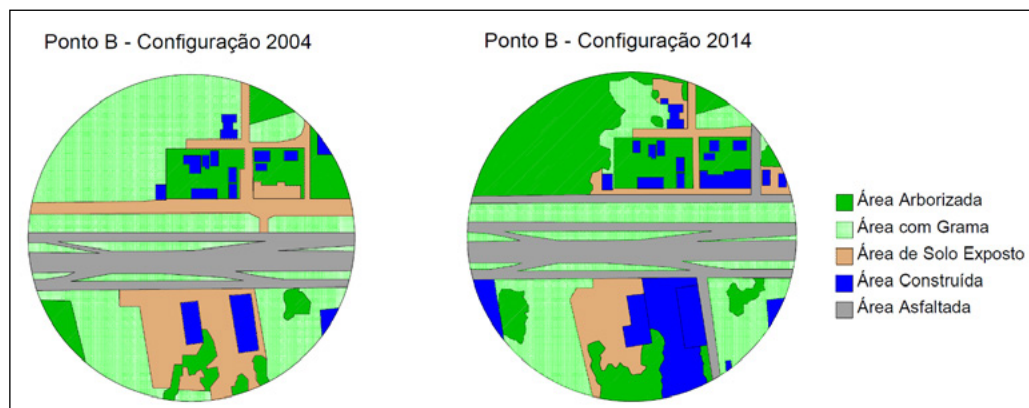 Ponto B - Configuração 2004
Ponto B - Configuração 2014
Área Arborizada
Área com Grama
Área de Solo Exposto
Área Construída
Área Asfaltada